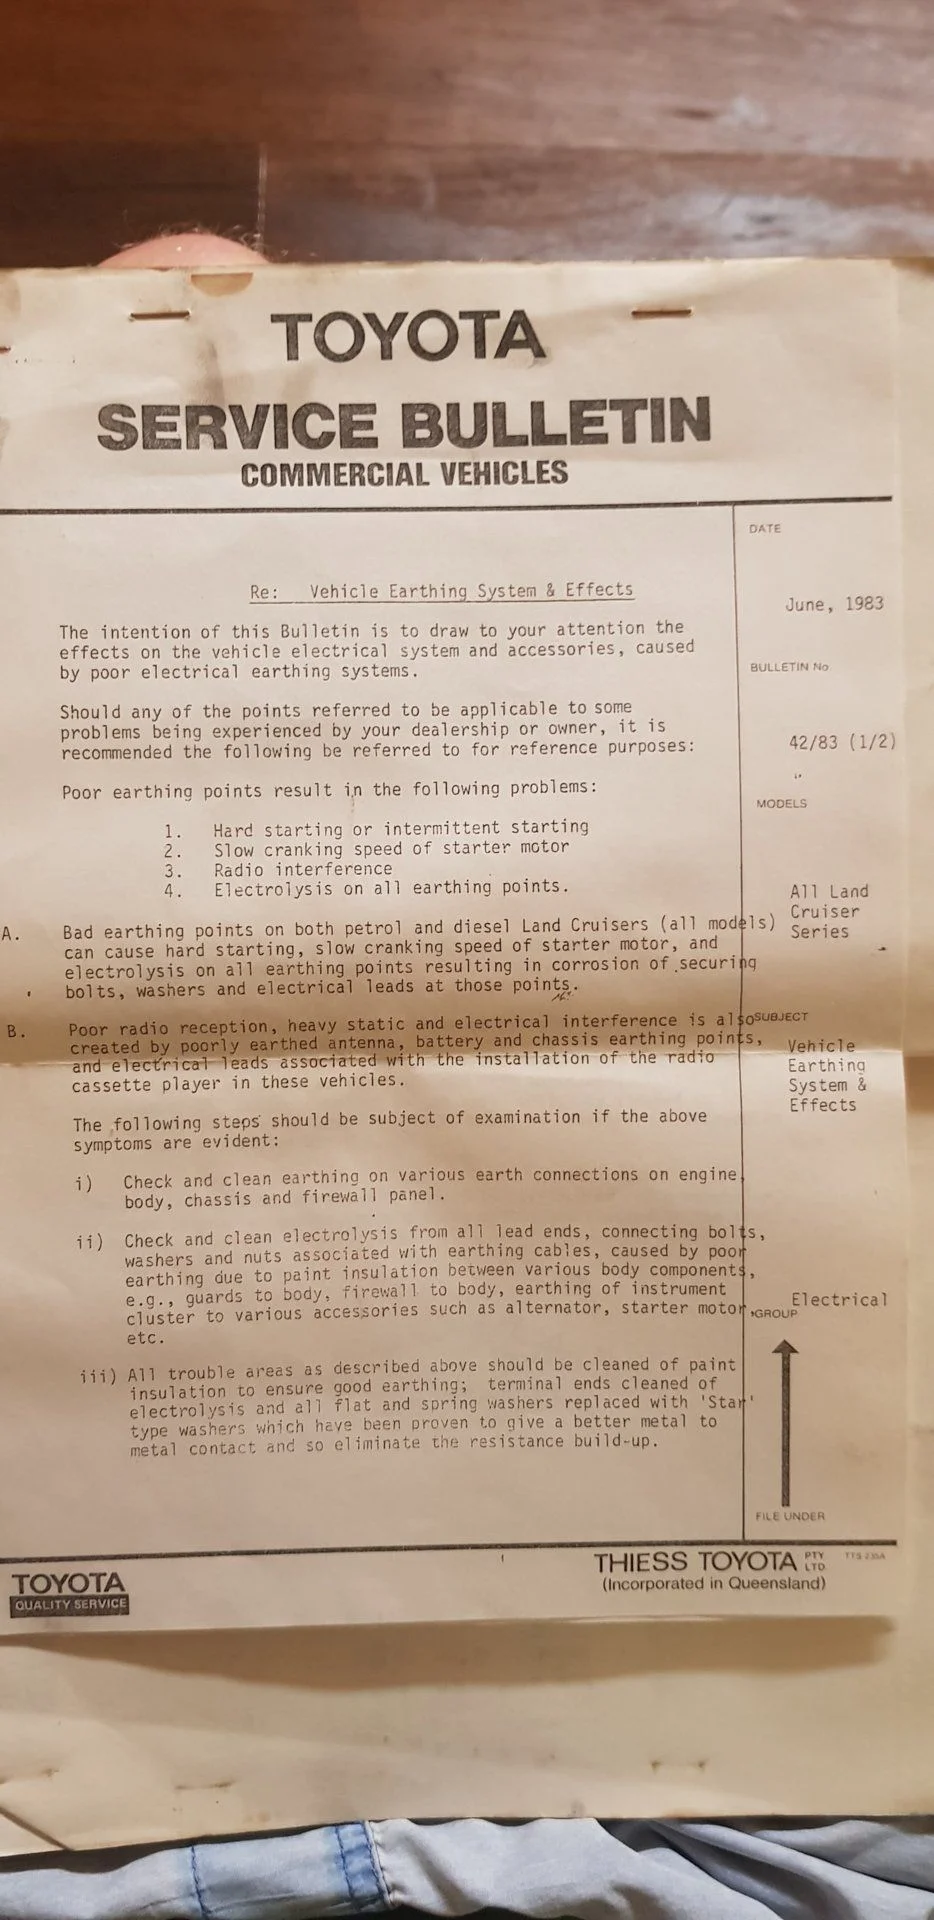 TOYOTA
SERVICE BULLETIN
COMMERCIAL VEHICLES
DATE
June, 1983
BULLETIN No
42/83 (1/2)
MODELS
All Land
Cruiser
Series
SUBJECT
Vehicle
Earthing
System &
Effects
Electrical
GROUP
FILE UNDER
Re: Vehicle Earthing System & Effects
The intention of this Bulletin is to draw to your attention the
effects on the vehicle electrical system and accessories, caused
by poor electrical earthing systems.
Should any of the points referred to be applicable to some
problems being experienced by your dealership or owner, it is
recommended the following be referred to for reference purposes:
Poor earthing points result in the following problems:
1. Hard starting or intermittent starting
2. Slow cranking speed of starter motor
3. Radio interference
4. Electrolysis on all earthing points.
A. Bad earthing points on both petrol and diesel Land Cruisers (all models)
can cause hard starting, slow cranking speed of starter motor, and
electrolysis on all earthing points resulting in corrosion of securing
bolts, washers and electrical leads at those points.
B. Poor radio reception, heavy static and electrical interference is also
created by poorly earthed antenna, battery and chassis earthing points,
and electrical leads associated with the installation of the radio
cassette player in these vehicles.
The following steps should be subject of examination if the above
symptoms are evident:
i) Check and clean earthing on various earth connections on engine,
body, chassis and firewall panel.
ii) Check and clean electrolysis from all lead ends, connecting bolts,
washers and nuts associated with earthing cables, caused by poor
earthing due to paint insulation between various body components,
e.g., guards to body, firewall to body, earthing of instrument
cluster to various accessories such as alternator, starter motor,
etc.
iii) All trouble areas as described above should be cleaned of paint
insulation to ensure good earthing; terminal ends cleaned of
electrolysis and all flat and spring washers replaced with 'Star'
type washers which have been proven to give a better metal to
metal contact and so eliminate the resistance build-up.
TOYOTA
QUALITY SERVICE
THIESS TOYOTA PTY. LTD.
(Incorporated in Queensland)